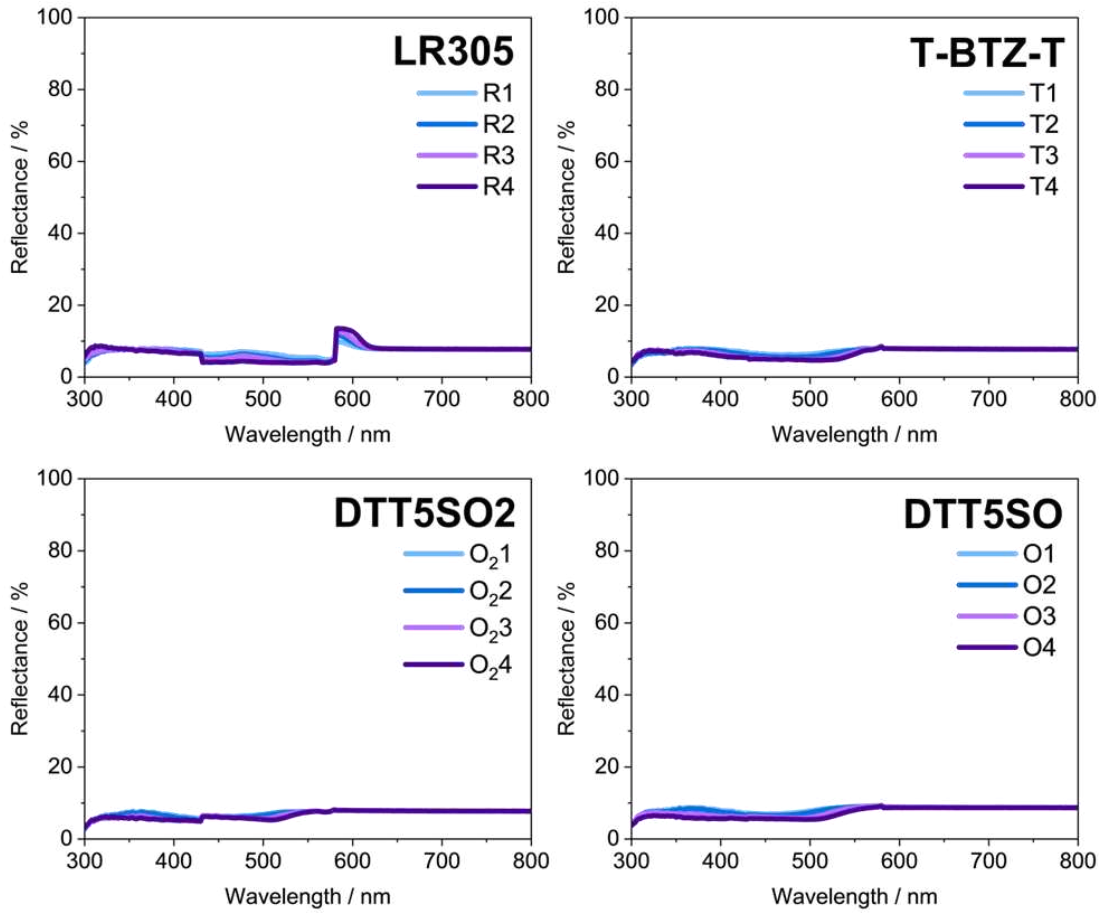 100
80
60
40
20
0
Reflectance / %
LR305
R1
R2
R3
R4
300 400 500 600 700 800
Wavelength / nm
100
80
60
40
20
0
Reflectance / %
T-BTZ-T
T1
T2
T3
T4
300 400 500 600 700 800
Wavelength / nm
100
80
60
40
20
0
Reflectance / %
DTT5SO2
O₂1
O₂2
O₂3
O₂4
300 400 500 600 700 800
Wavelength / nm
100
80
60
40
20
0
Reflectance / %
DTT5SO
O1
O2
O3
O4
300 400 500 600 700 800
Wavelength / nm